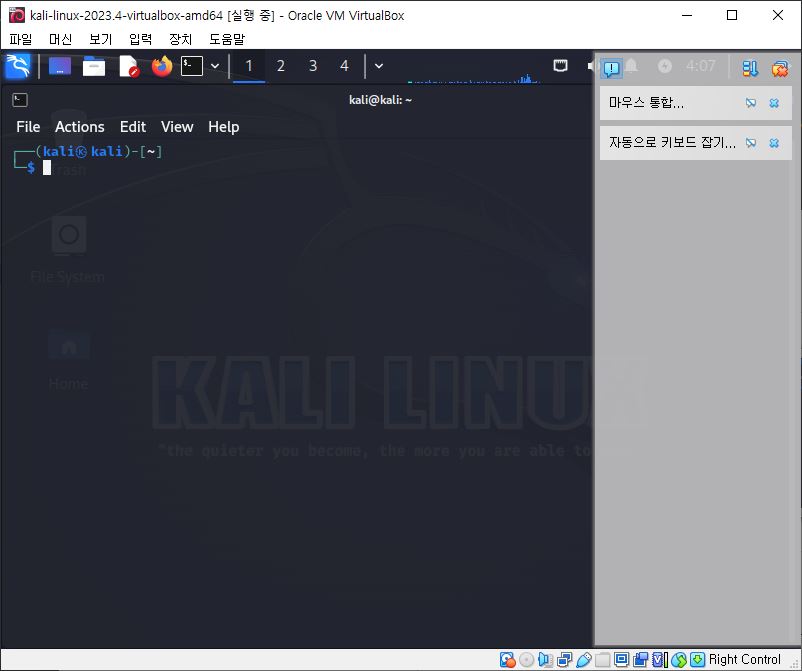 kali-linux-2023.4-virtualbox-amd64 [실행 중] - Oracle VM VirtualBox
파일 머신 보기 입력 장치 도움말
1 2 3 4 4:07
kali@kali: ~
File Actions Edit View Help
마우스 통합...
자동으로 키보드 잡기...
┌──(kali㉿kali)-[~]
└─$
Trash
File System
Home
KALI LINUX
"the quieter you become, the more you are able to
Right Control